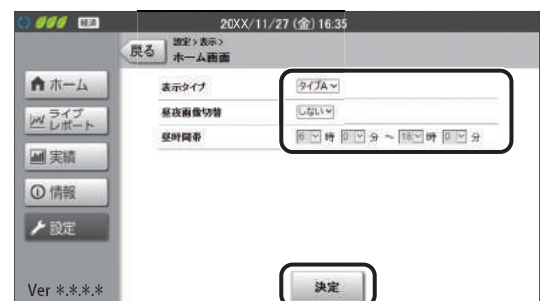 経済 20XX/11/27 (金) 16:35
戻る 設定＞表示＞
ホーム画面
ホーム
ライブ
レポート
実績
情報
設定
Ver *.*.*.*
表示タイプ タイプA
昼夜画像切替 しない
昼時間帯 6 時 0 分 ～ 18 時 0 分
決定